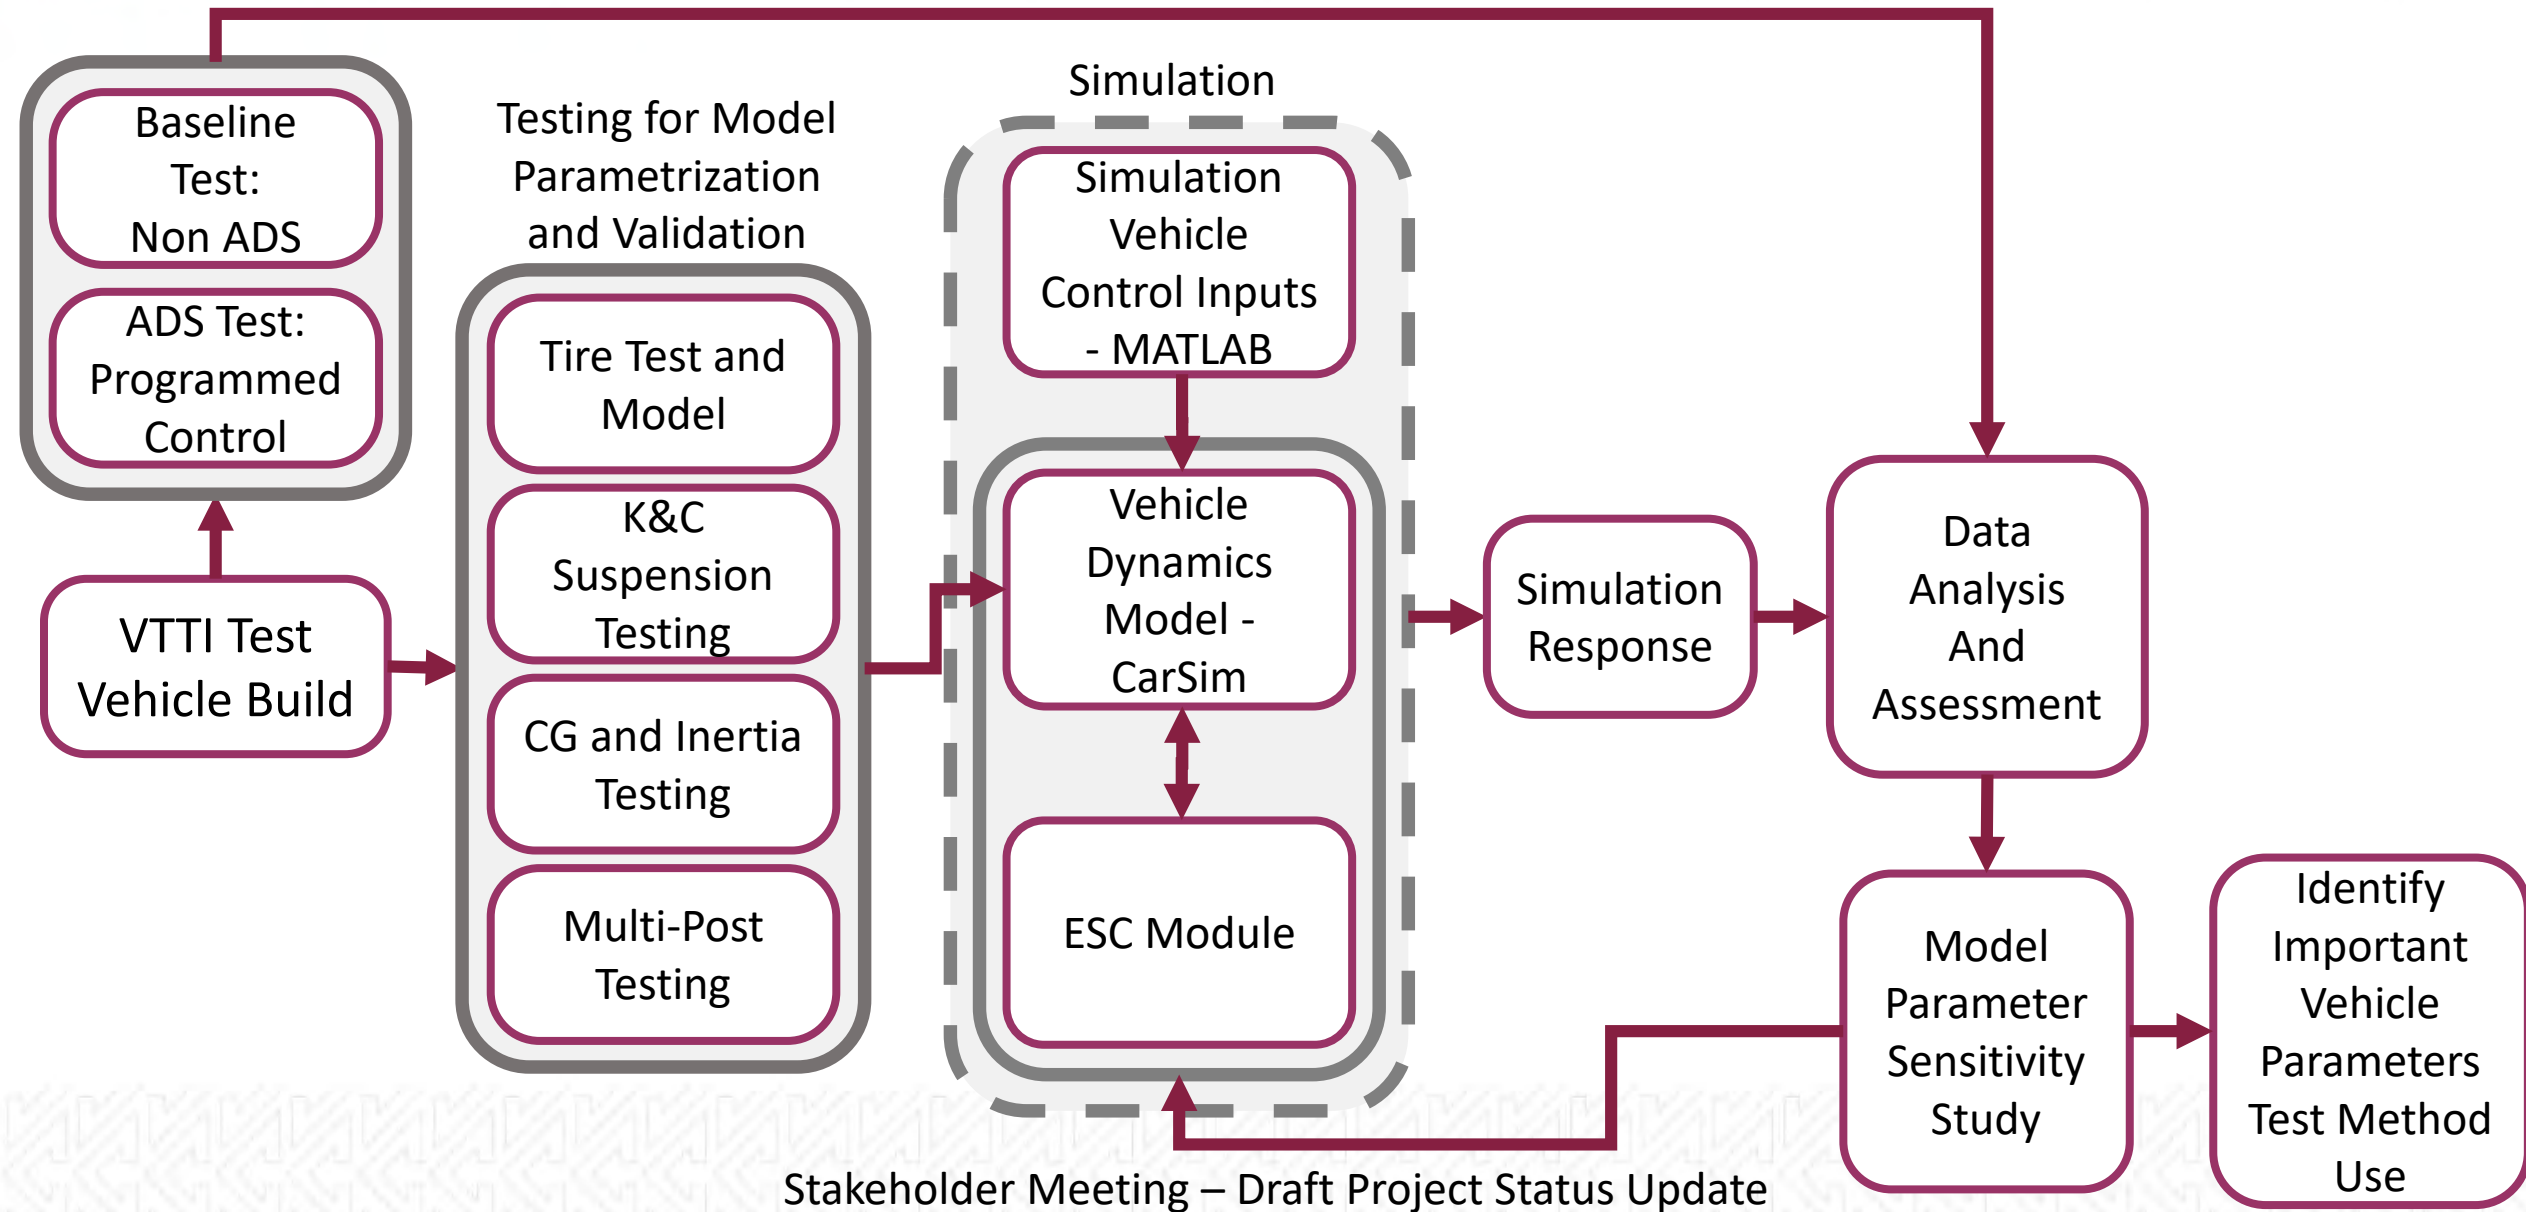 Baseline
Test:
Non ADS
ADS Test:
Programmed
Control
VTTI Test
Vehicle Build
Testing for Model
Parametrization
and Validation
Tire Test and
Model
K&C
Suspension
Testing
CG and Inertia
Testing
Multi-Post
Testing
Simulation
Simulation
Vehicle
Control Inputs
- MATLAB
Vehicle
Dynamics
Model -
CarSim
ESC Module
Simulation
Response
Data
Analysis
And
Assessment
Model
Parameter
Sensitivity
Study
Identify
Important
Vehicle
Parameters
Test Method
Use
Stakeholder Meeting – Draft Project Status Update